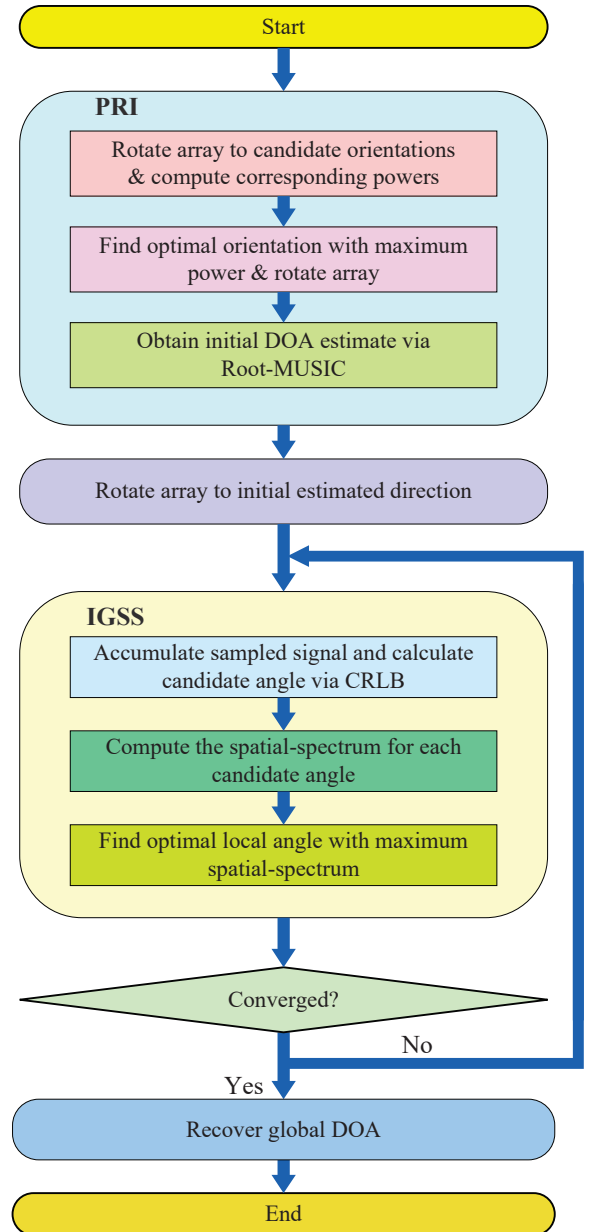 Start
PRI
Rotate array to candidate orientations
& compute corresponding powers
Find optimal orientation with maximum
power & rotate array
Obtain initial DOA estimate via
Root-MUSIC
Rotate array to initial estimated direction
IGSS
Accumulate sampled signal and calculate
candidate angle via CRLB
Compute the spatial-spectrum for each
candidate angle
Find optimal local angle with maximum
spatial-spectrum
Converged?
No
Yes
Recover global DOA
End